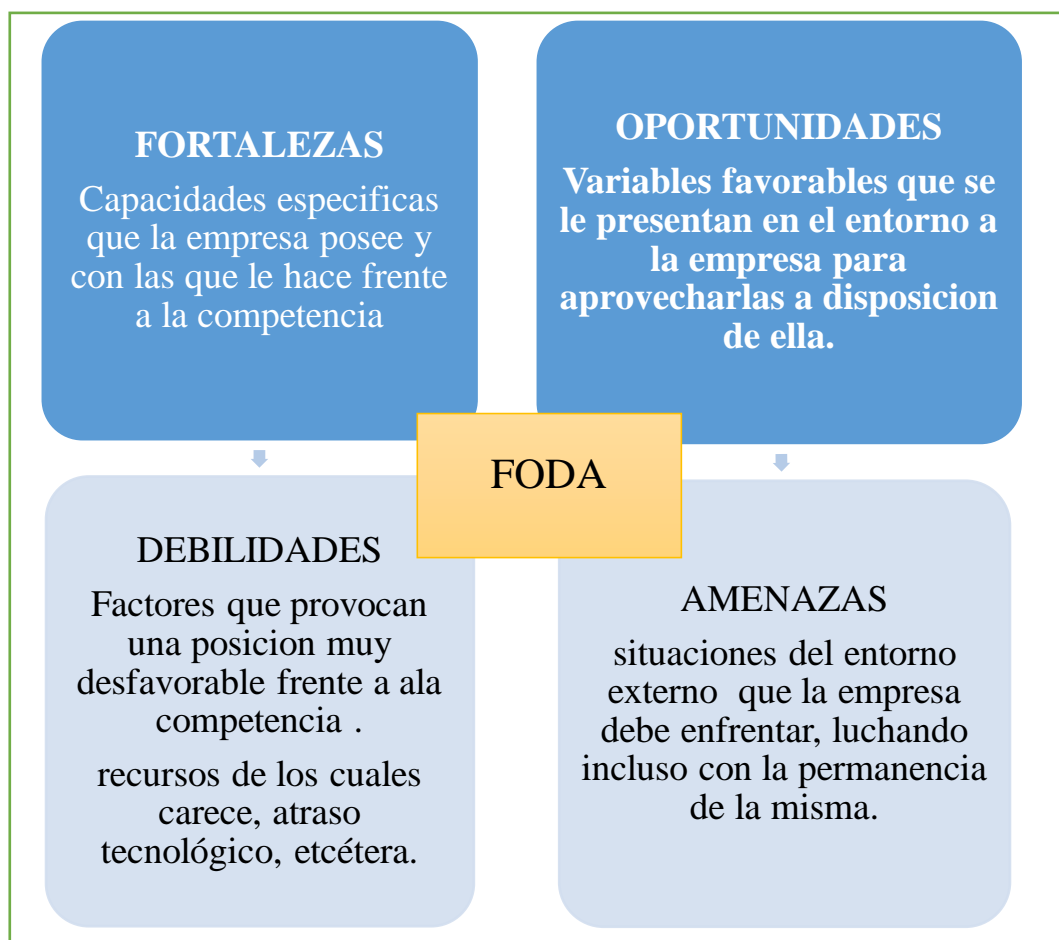 FORTALEZAS
Capacidades especificas
que la empresa posee y
con las que le hace frente
a la competencia
OPORTUNIDADES
Variables favorables que se
le presentan en el entorno a
la empresa para
aprovecharlas a disposicion
de ella.
FODA
DEBILIDADES
Factores que provocan
una posicion muy
desfavorable frente a ala
competencia .
recursos de los cuales
carece, atraso
tecnológico, etcétera.
AMENAZAS
situaciones del entorno
externo que la empresa
debe enfrentar, luchando
incluso con la permanencia
de la misma.